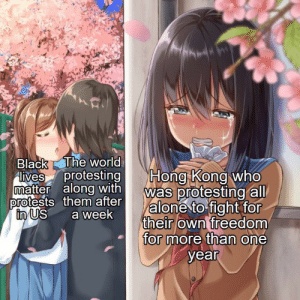 Black
lives
matter
protests
in US
The world
protesting
along with
them after
a week
Hong Kong who
was protesting all
alone to fight for
their own freedom
for more than one
year